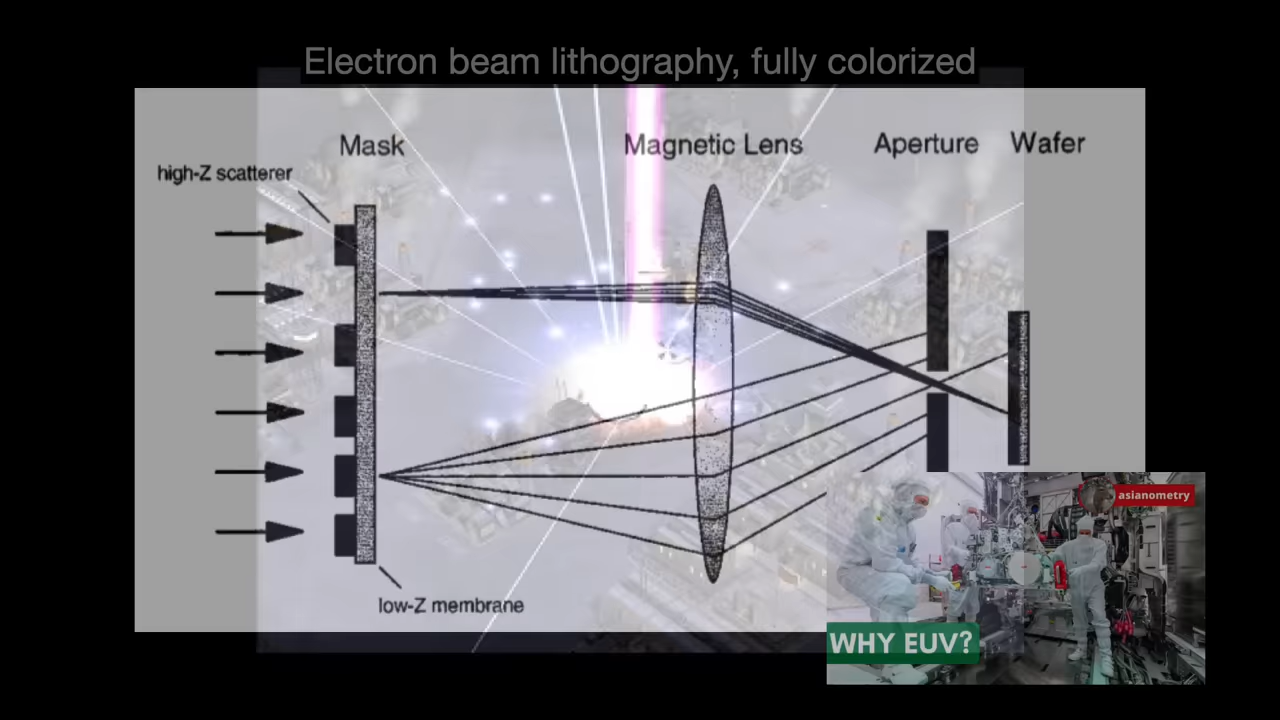 Electron beam lithography, fully colorized
Mask
Magnetic Lens
Aperture
Wafer
high-Z scatterer
low-Z membrane
asianometry
WHY EUV?